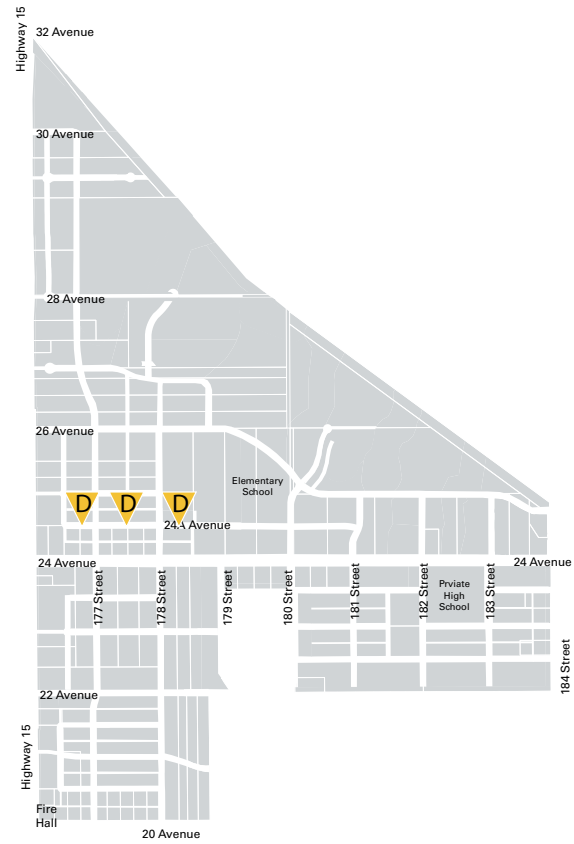 Highway 15
32 Avenue
30 Avenue
28 Avenue
26 Avenue
Elementary
School
D
D
D
24A Avenue
24 Avenue
24 Avenue
177 Street
178 Street
179 Street
180 Street
181 Street
182 Street
Prviate
High
School
183 Street
184 Street
22 Avenue
Highway 15
Fire
Hall
20 Avenue